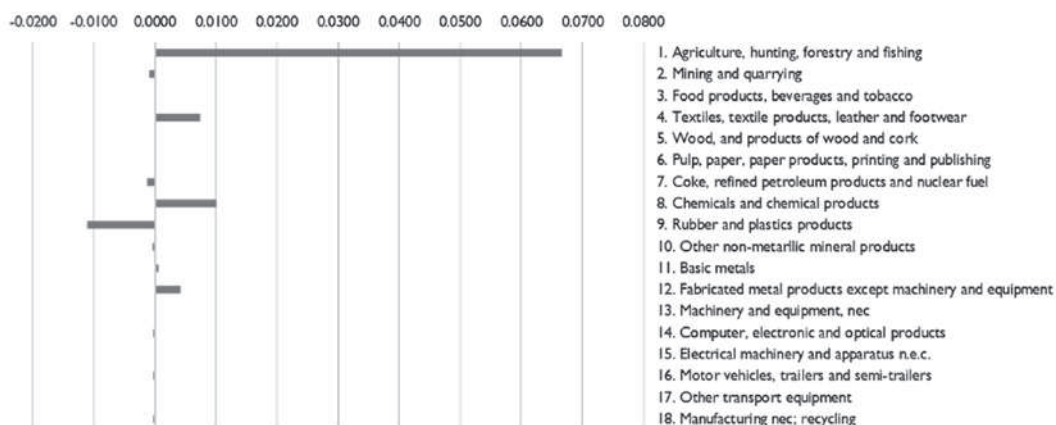 -0.0200 -0.0100 0.0000 0.0100 0.0200 0.0300 0.0400 0.0500 0.0600 0.0700 0.0800
1. Agriculture, hunting, forestry and fishing
2. Mining and quarrying
3. Food products, beverages and tobacco
4. Textiles, textile products, leather and footwear
5. Wood, and products of wood and cork
6. Pulp, paper, paper products, printing and publishing
7. Coke, refined petroleum products and nuclear fuel
8. Chemicals and chemical products
9. Rubber and plastics products
10. Other non-metarllic mineral products
11. Basic metals
12. Fabricated metal products except machinery and equipment
13. Machinery and equipment, nec
14. Computer, electronic and optical products
15. Electrical machinery and apparatus n.e.c.
16. Motor vehicles, trailers and semi-trailers
17. Other transport equipment
18. Manufacturing nec; recycling